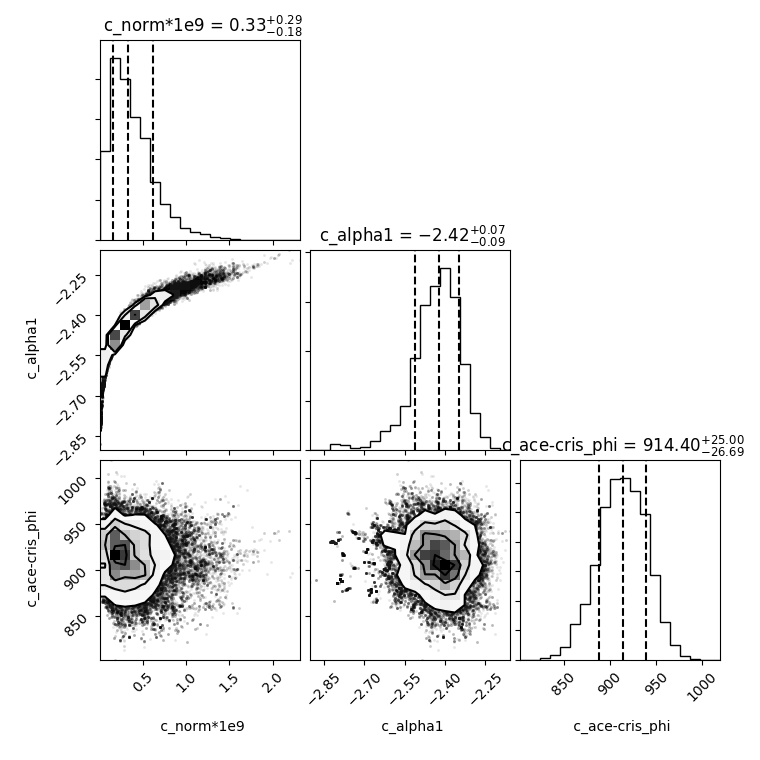 c_norm*1e9 = 0.33+0.29−0.18
c_alpha1 = −2.42+0.07−0.09
−2.25
−2.40
−2.55
−2.70
−2.85
c_alpha1
c_ace-cris_phi = 914.40+25.00−26.69
1000
950
900
850
c_ace-cris_phi
0.5 1.0 1.5 2.0
−2.85 −2.70 −2.55 −2.40 −2.25
850 900 950 1000
c_norm*1e9 c_alpha1 c_ace-cris_phi